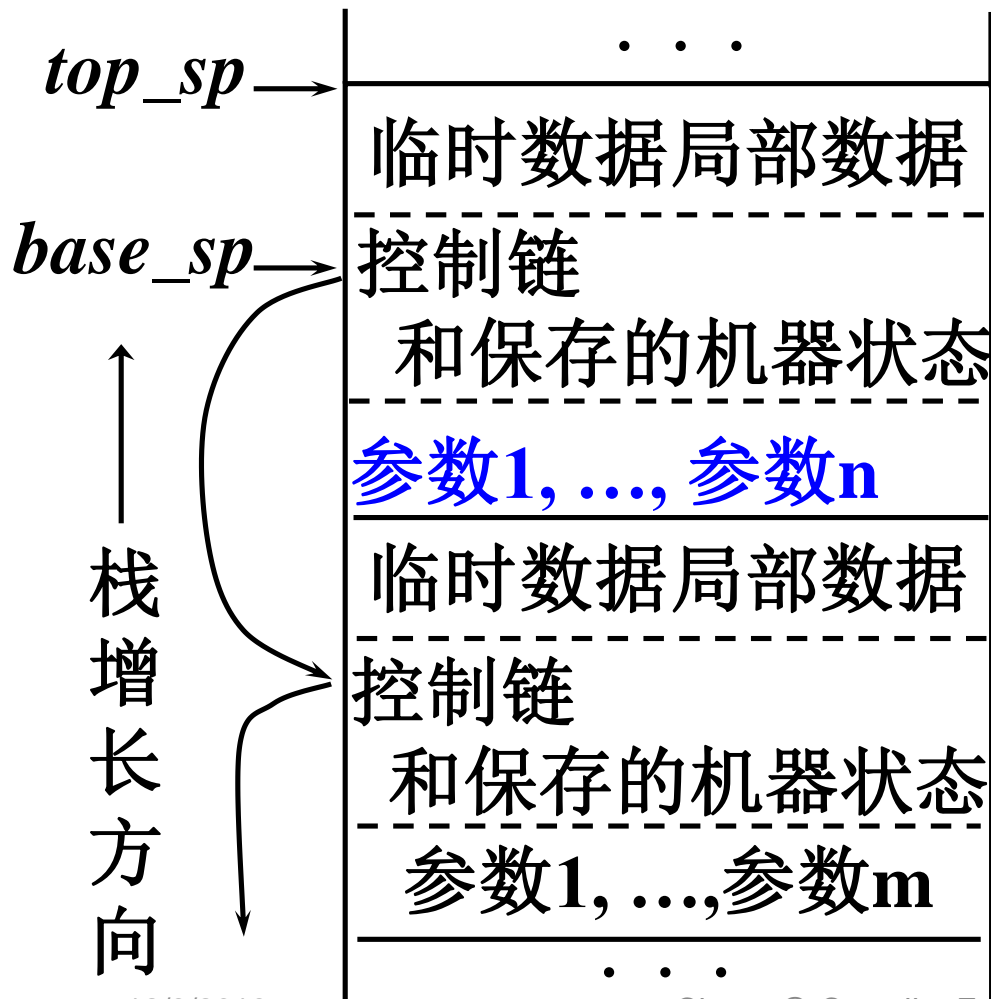 . . .
top_sp
临时数据局部数据
base_sp
控制链
和保存的机器状态
参数1, …, 参数n
临时数据局部数据
控制链
和保存的机器状态
参数1, …,参数m
. . .
栈增长方向